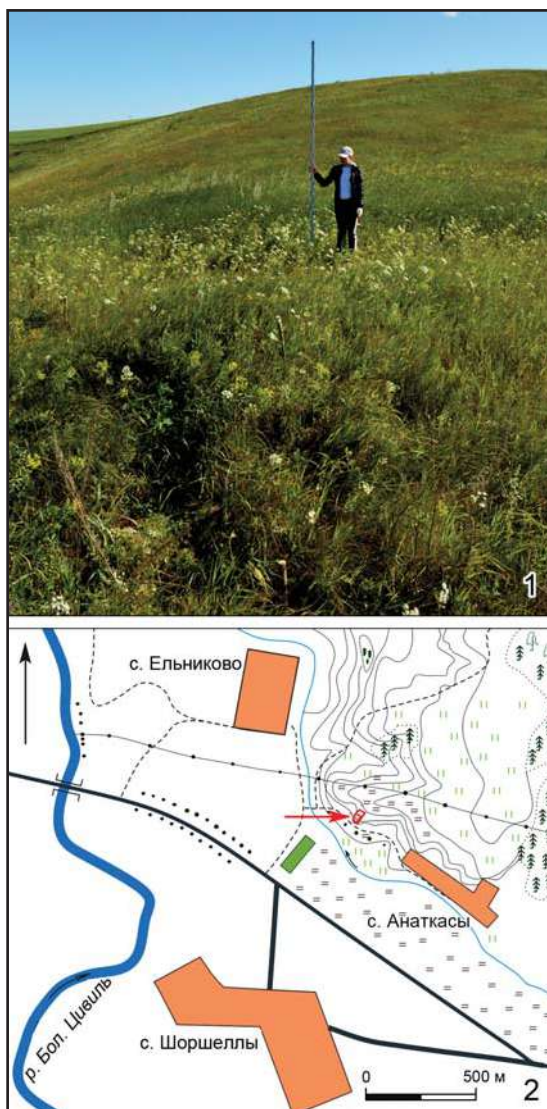 1
с. Ельниково
с. Анаткасы
с. Шоршеллы
р. Бол. Цивиль
0 500 м
2